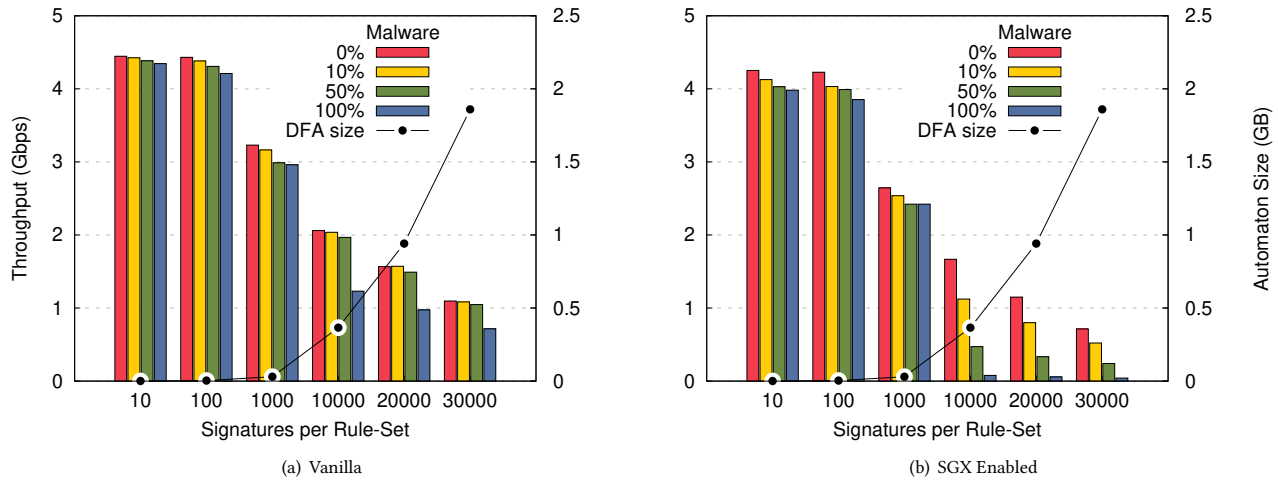 Throughput (Gbps)
5
4
3
2
1
0
Malware
0%
10%
50%
100%
DFA size
2.5
2
1.5
1
0.5
0
10 100 1000 10000 20000 30000
Signatures per Rule-Set
(a) Vanilla
5
4
3
2
1
0
Malware
0%
10%
50%
100%
DFA size
2.5
2
1.5
1
0.5
0
Automaton Size (GB)
10 100 1000 10000 20000 30000
Signatures per Rule-Set
(b) SGX Enabled